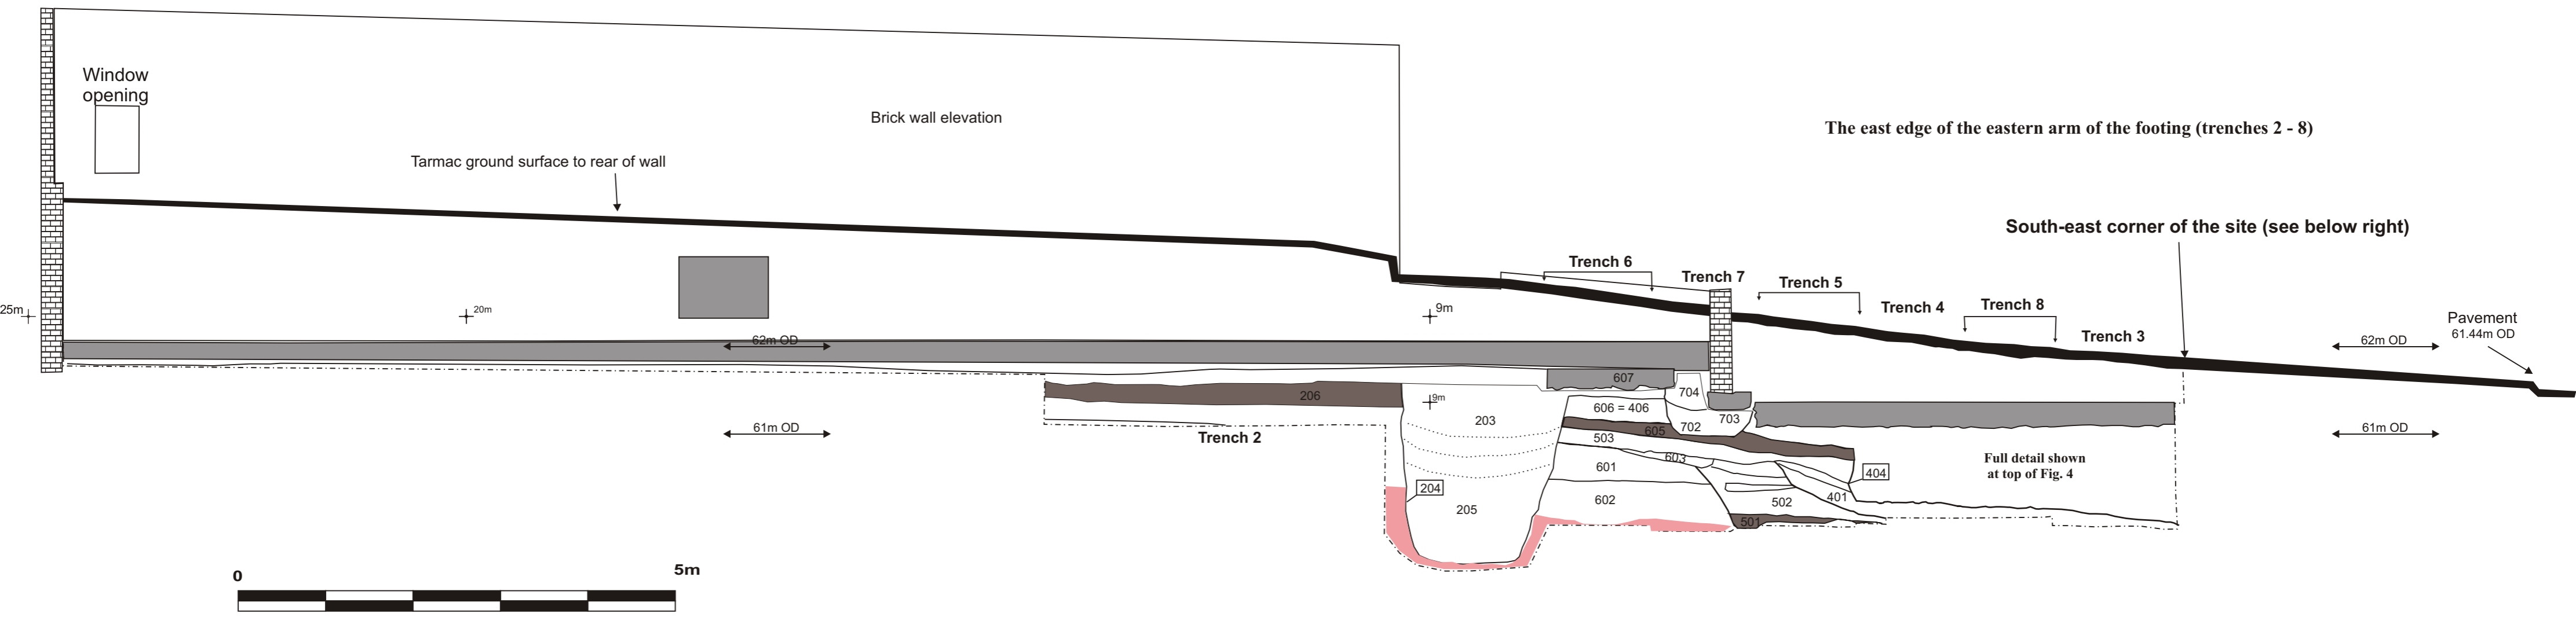 Window
opening
Brick wall elevation
Tarmac ground surface to rear of wall
The east edge of the eastern arm of the footing (trenches 2 - 8)
South-east corner of the site (see below right)
Trench 6
Trench 7
Trench 5
Trench 4
Trench 8
Trench 3
Pavement
61.44m OD
25m
20m
9m
62m OD
62m OD
607
704
206
9m
203
606 = 406
702
703
605
503
603
61m OD
Trench 2
61m OD
Full detail shown
at top of Fig. 4
601
404
204
602
401
502
205
501
0
5m